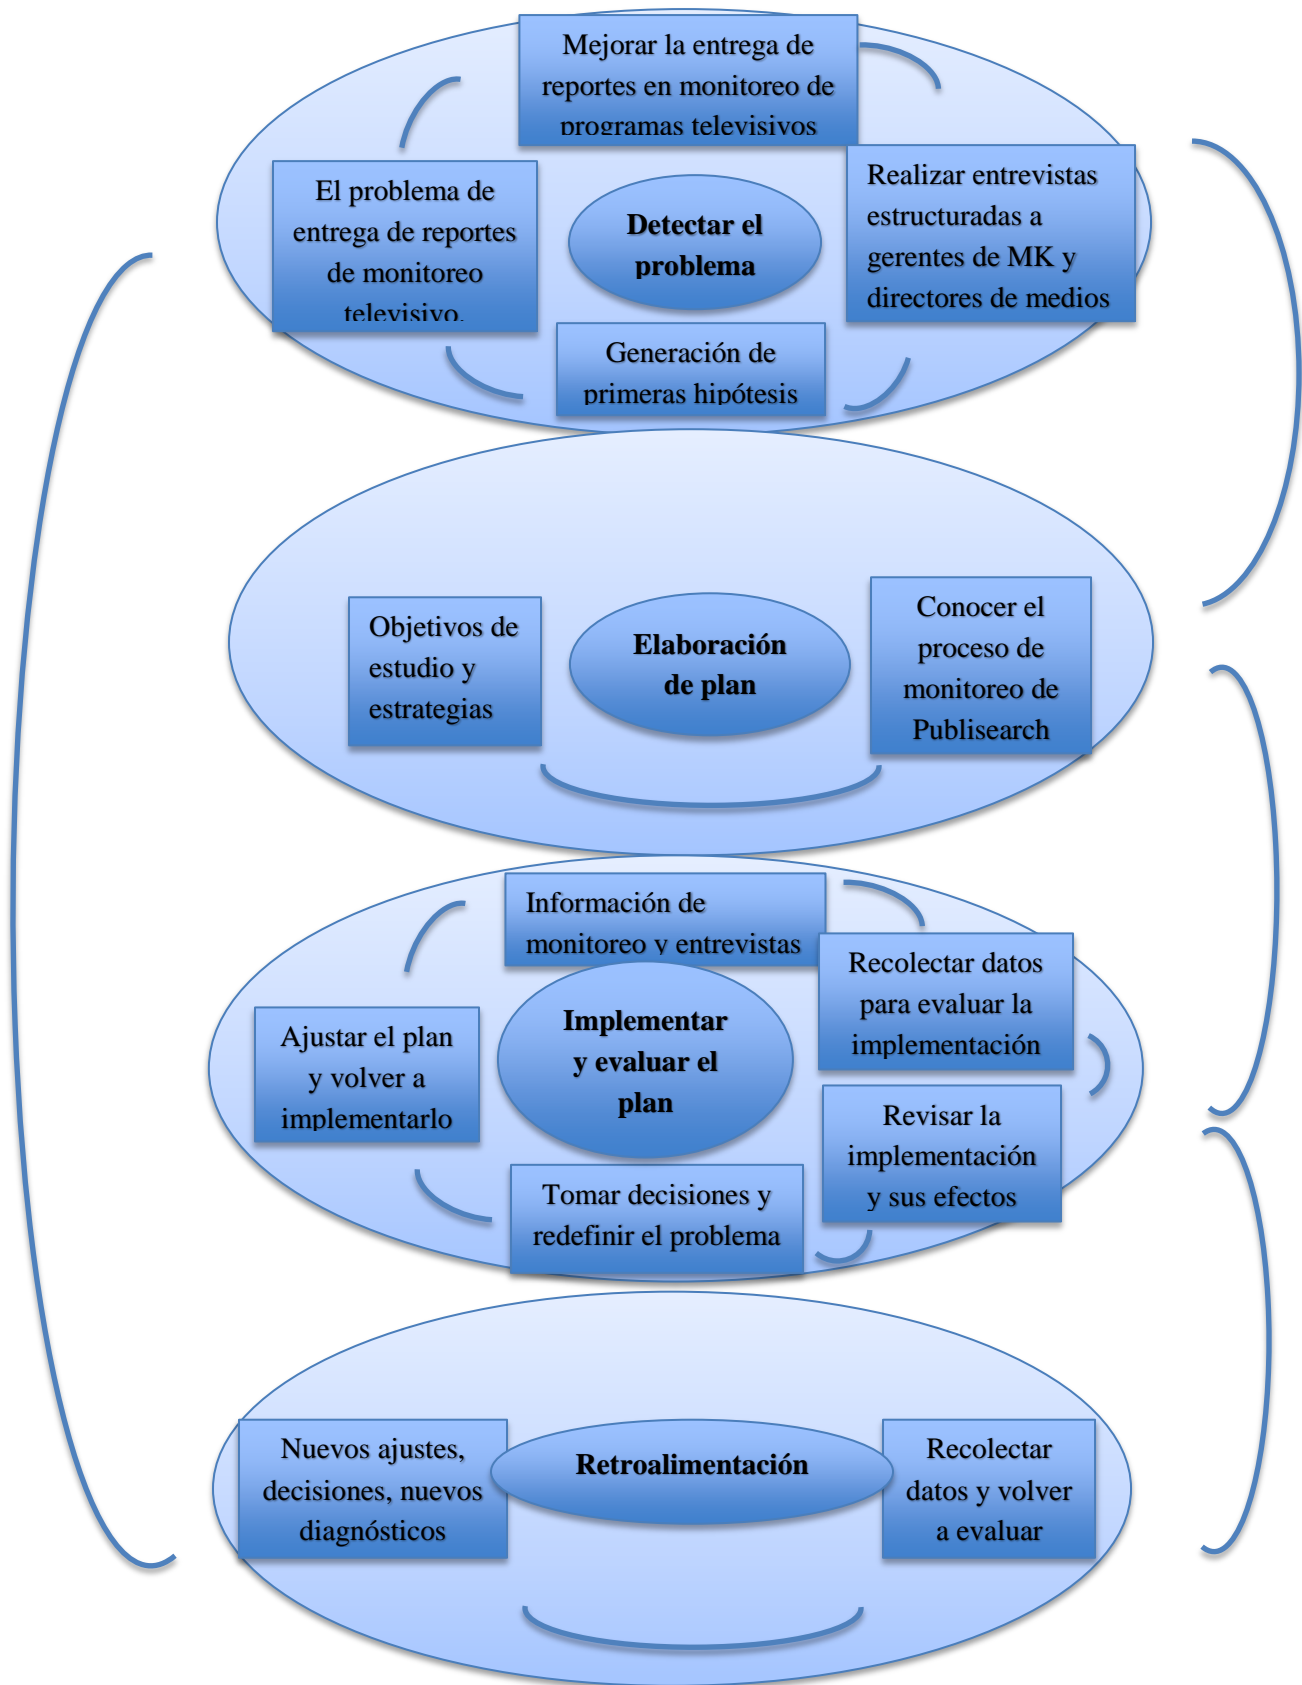 Mejorar la entrega de
reportes en monitoreo de
programas televisivos
El problema de
entrega de reportes
de monitoreo
televisivo.
Detectar el
problema
Realizar entrevistas
estructuradas a
gerentes de MK y
directores de medios
Generación de
primeras hipótesis
Objetivos de
estudio y
estrategias
Elaboración
de plan
Conocer el
proceso de
monitoreo de
Publisearch
Información de
monitoreo y entrevistas
Recolectar datos
para evaluar la
implementación
Ajustar el plan
y volver a
implementarlo
Implementar
y evaluar el
plan
Revisar la
implementación
y sus efectos
Tomar decisiones y
redefinir el problema
Nuevos ajustes,
decisiones, nuevos
diagnósticos
Retroalimentación
Recolectar
datos y volver
a evaluar